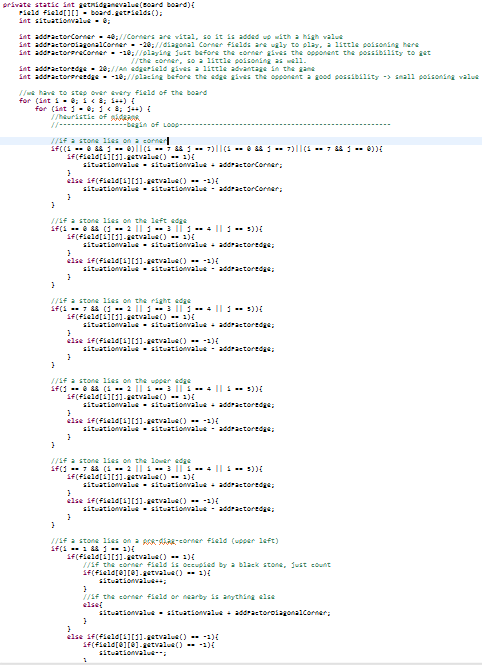 private static int getMidgameValue(Board board){
Field field[][] = board.getFields();
int situationValue = 0;
int addFactorCorner = 40;//Corners are vital, so it is added up with a high value
int addFactorDiagonalCorner = -20;//diagonal Corner fields are ugly to play, a little poisoning here
int addFactorPreCorner = -10;//playing just before the corner gives the opponent the possibility to get
//the corner, so a little poisoning as well.
int addFactorEdge = 20;//An edgefield gives a little advantage in the game
int addFactorPreEdge = -10;//placing before the edge gives the opponent a good possibility -> small poisoning value
//we have to step over every field of the board
for (int i = 0; i < 8; i++) {
for (int j = 0; j < 8; j++) {
//heuristic of midgame
//-----------------begin of Loop-----------------------------------------------------
//if a stone lies on a corner
if((i == 0 && j == 0)||(i == 7 && j == 7)||(i == 0 && j == 7)||(i == 7 && j == 0)){
if(field[i][j].getValue() == 1){
situationValue = situationValue + addFactorCorner;
}
else if(field[i][j].getValue() == -1){
situationValue = situationValue - addFactorCorner;
}
}
//if a stone lies on the left edge
if(i == 0 && (j == 2 || j == 3 || j == 4 || j == 5)){
if(field[i][j].getValue() == 1){
situationValue = situationValue + addFactorEdge;
}
else if(field[i][j].getValue() == -1){
situationValue = situationValue - addFactorEdge;
}
}
//if a stone lies on the right edge
if(i == 7 && (j == 2 || j == 3 || j == 4 || j == 5)){
if(field[i][j].getValue() == 1){
situationValue = situationValue + addFactorEdge;
}
else if(field[i][j].getValue() == -1){
situationValue = situationValue - addFactorEdge;
}
}
//if a stone lies on the upper edge
if(j == 0 && (i == 2 || i == 3 || i == 4 || i == 5)){
if(field[i][j].getValue() == 1){
situationValue = situationValue + addFactorEdge;
}
else if(field[i][j].getValue() == -1){
situationValue = situationValue - addFactorEdge;
}
}
//if a stone lies on the lower edge
if(j == 7 && (i == 2 || i == 3 || i == 4 || i == 5)){
if(field[i][j].getValue() == 1){
situationValue = situationValue + addFactorEdge;
}
else if(field[i][j].getValue() == -1){
situationValue = situationValue - addFactorEdge;
}
}
//if a stone lies on a pre-diag-corner field (upper left)
if(i == 1 && j == 1){
if(field[i][j].getValue() == 1){
//if the corner field is occupied by a black stone, just count
if(field[0][0].getValue() == 1){
situationValue++;
}
//if the corner field or nearby is anything else
else{
situationValue = situationValue + addFactorDiagonalCorner;
}
}
else if(field[i][j].getValue() == -1){
if(field[0][0].getValue() == -1){
situationValue--;
}